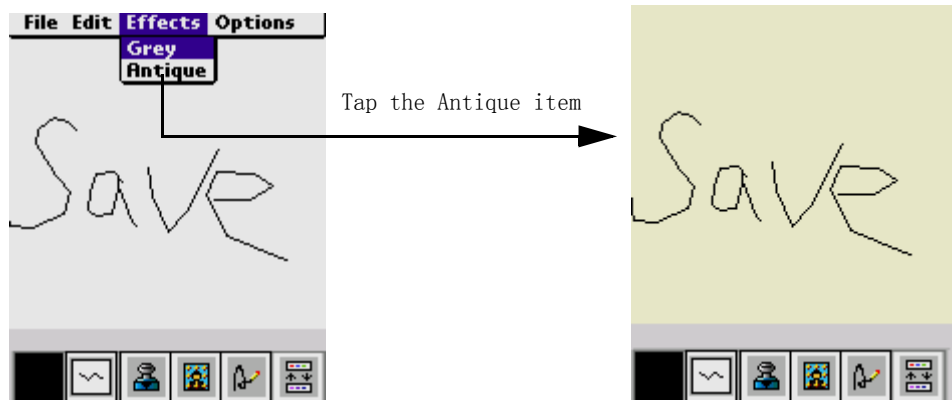 File Edit Effects Options
Grey
Antique
Tap the Antique item
Save
Save